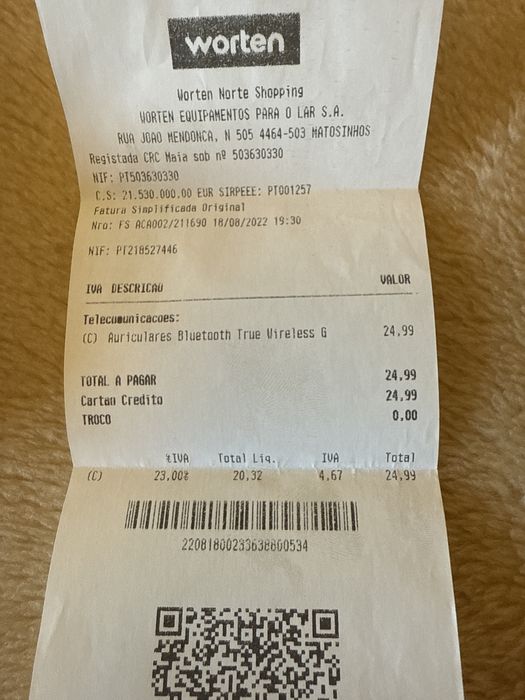 worten
Worten Norte Shopping
WORTEN EQUIPAMENTOS PARA O LAR S.A.
RUA JOAO MENDONCA, N 505 4464-503 MATOSINHOS
Registada CRC Maia sob nº 503630330
NIF: PT503630330
C.S: 21.530.000.00 EUR SIRPEEE: PT001257
Fatura Simplificada Original
Nro: FS ACA002/211690 18/08/2022 19:30
NIF: PT218527446
IVA DESCRICAO VALOR
Telecomunicacoes:
(C) Auriculares Bluetooth True Wireless G 24,99
TOTAL A PAGAR 24,99
Cartao Credito 24,99
TROCO 0,00
%IVA Total Liq. IVA Total
(C) 23,00% 20,32 4,67 24,99
22081800233638800534